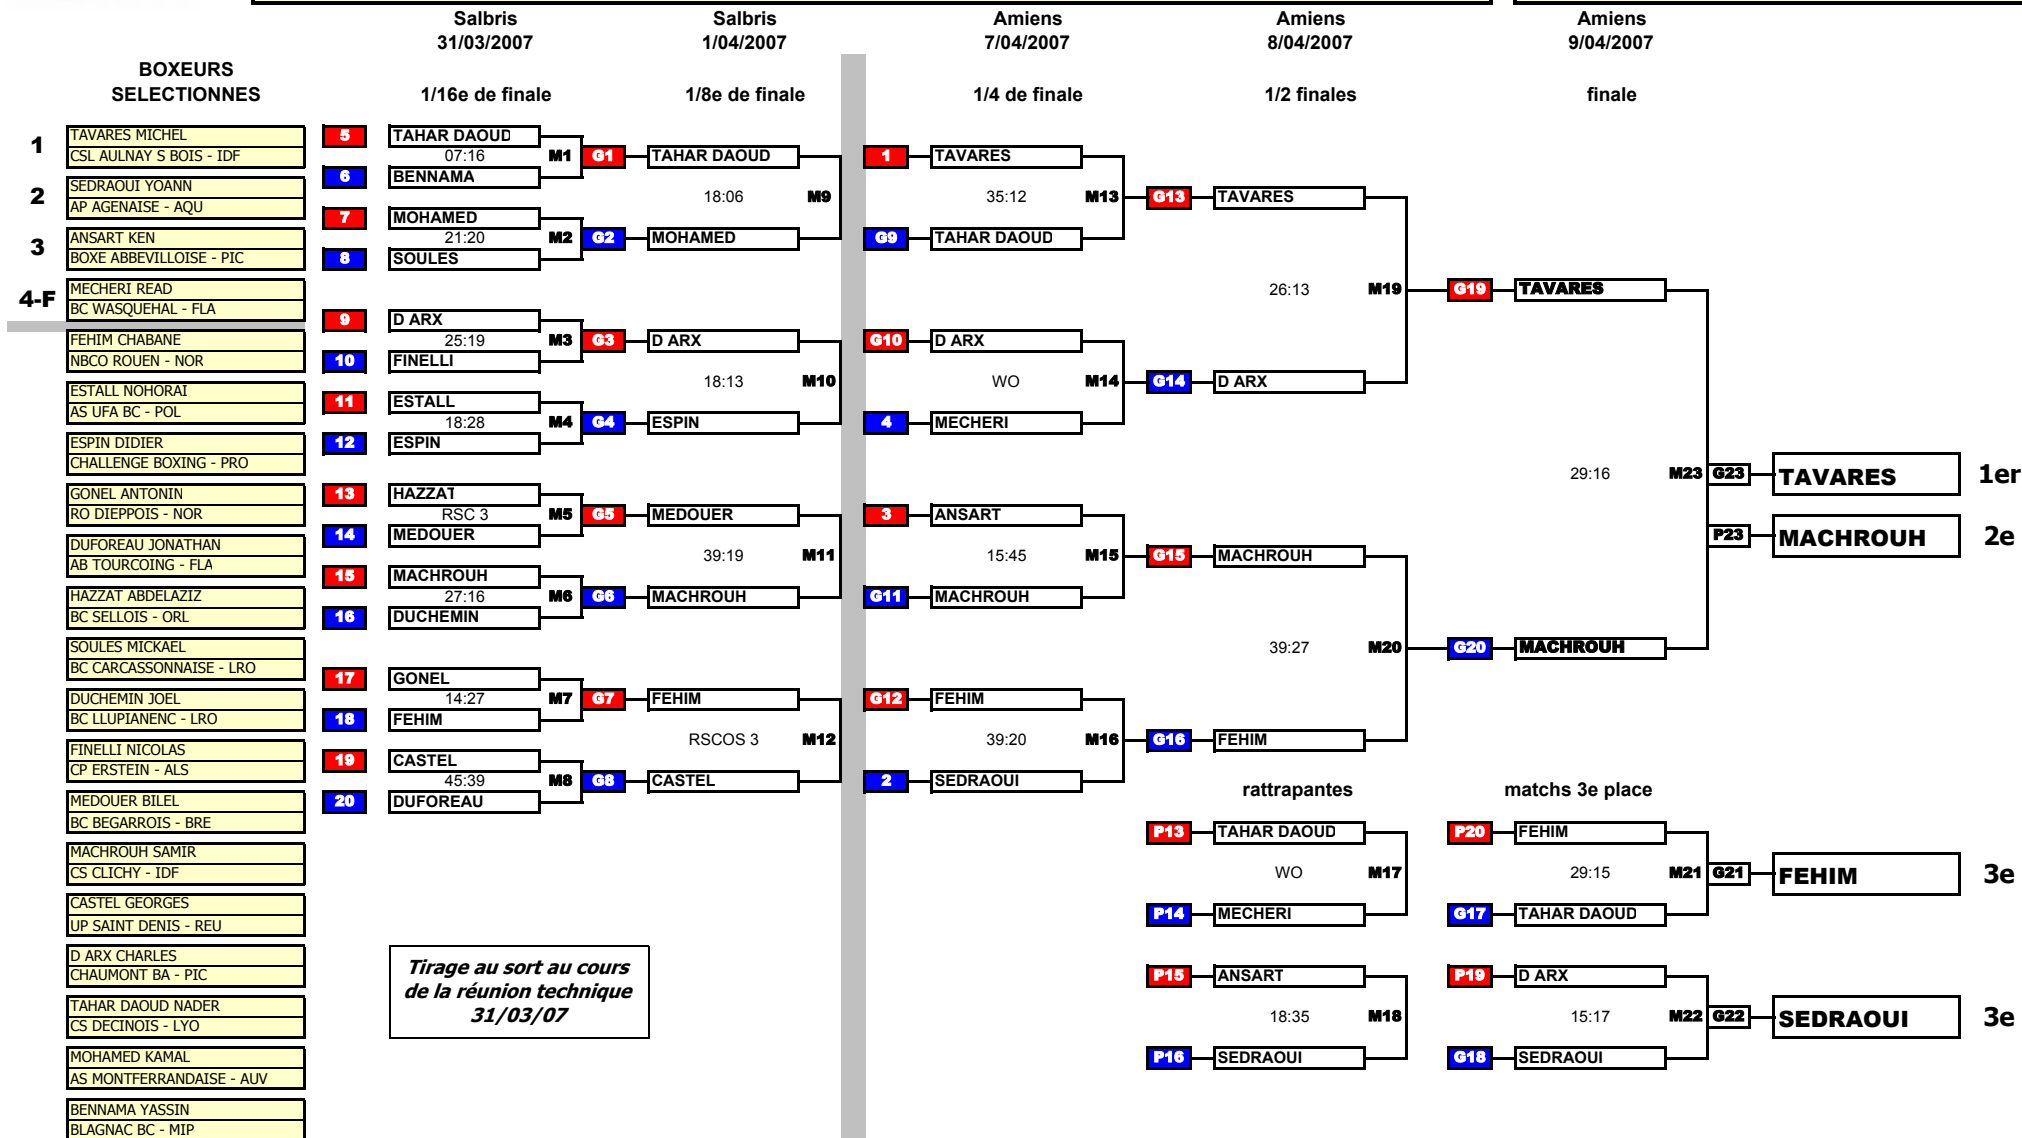 Salbris
31/03/2007
Salbris
1/04/2007
Amiens
7/04/2007
Amiens
8/04/2007
Amiens
9/04/2007
BOXEURS
SELECTIONNES
1/16e de finale
1/8e de finale
1/4 de finale
1/2 finales
finale
1
TAVARES MICHEL
CSL AULNAY S BOIS - IDF
2
SEDRAOUI YOANN
AP AGENAISE - AQU
3
ANSART KEN
BOXE ABBEVILLOISE - PIC
4-F
MECHERI READ
BC WASQUEHAL - FLA
FEHIM CHABANE
NBCO ROUEN - NOR
ESTALL NOHORAI
AS UFA BC - POL
ESPIN DIDIER
CHALLENGE BOXING - PRO
GONEL ANTONIN
RO DIEPPOIS - NOR
DUFOREAU JONATHAN
AB TOURCOING - FLA
HAZZAT ABDELAZIZ
BC SELLOIS - ORL
SOULES MICKAEL
BC CARCASSONNAISE - LRO
DUCHEMIN JOEL
BC LLUPIANENC - LRO
FINELLI NICOLAS
CP ERSTEIN - ALS
MEDOUER BILEL
BC BEGARROIS - BRE
MACHROUH SAMIR
CS CLICHY - IDF
CASTEL GEORGES
UP SAINT DENIS - REU
D ARX CHARLES
CHAUMONT BA - PIC
TAHAR DAOUD NADER
CS DECINOIS - LYO
MOHAMED KAMAL
AS MONTFERRANDAISE - AUV
BENNAMA YASSIN
BLAGNAC BC - MIP
5 TAHAR DAOUD
07:16 M1
6 BENNAMA
7 MOHAMED
21:20 M2
8 SOULES
9 D ARX
25:19 M3
10 FINELLI
11 ESTALL
18:28 M4
12 ESPIN
13 HAZZAT
RSC 3 M5
14 MEDOUER
15 MACHROUH
27:16 M6
16 DUCHEMIN
17 GONEL
14:27 M7
18 FEHIM
19 CASTEL
45:39 M8
20 DUFOREAU
Tirage au sort au cours
de la réunion technique
31/03/07
G1 TAHAR DAOUD
18:06 M9
G2 MOHAMED
G3 D ARX
18:13 M10
G4 ESPIN
G5 MEDOUER
39:19 M11
G6 MACHROUH
G7 FEHIM
RSCOS 3 M12
G8 CASTEL
1 TAVARES
35:12 M13
G9 TAHAR DAOUD
G10 D ARX
WO M14
4 MECHERI
3 ANSART
15:45 M15
G11 MACHROUH
G12 FEHIM
39:20 M16
2 SEDRAOUI
G13 TAVARES
26:13 M19
G14 D ARX
G15 MACHROUH
39:27 M20
G16 FEHIM
rattrapantes
P13 TAHAR DAOUD
WO M17
P14 MECHERI
P15 ANSART
18:35 M18
P16 SEDRAOUI
G19 TAVARES
29:16 M23
G20 MACHROUH
matchs 3e place
P20 FEHIM
29:15 M21
G17 TAHAR DAOUD
P19 D ARX
15:17 M22
G18 SEDRAOUI
G23 TAVARES 1er
P23 MACHROUH 2e
G21 FEHIM 3e
G22 SEDRAOUI 3e